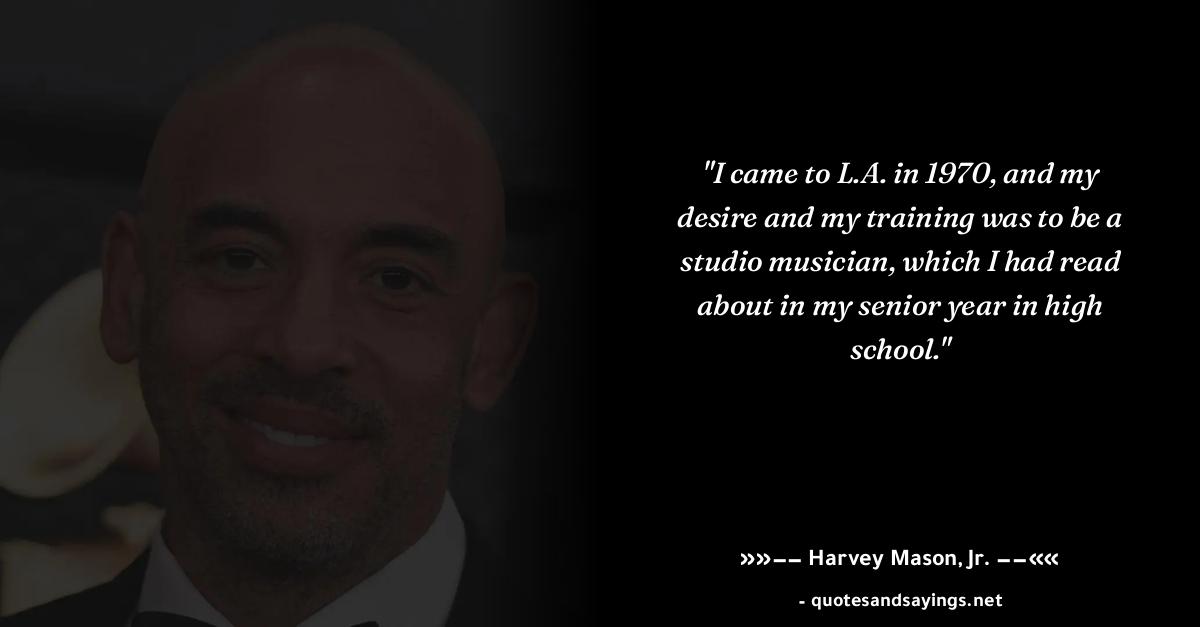 "I came to L.A. in 1970, and my
desire and my training was to be a
studio musician, which I had read
about in my senior year in high
school."
»»−− Harvey Mason, Jr. −−««
- quotesandsayings.net